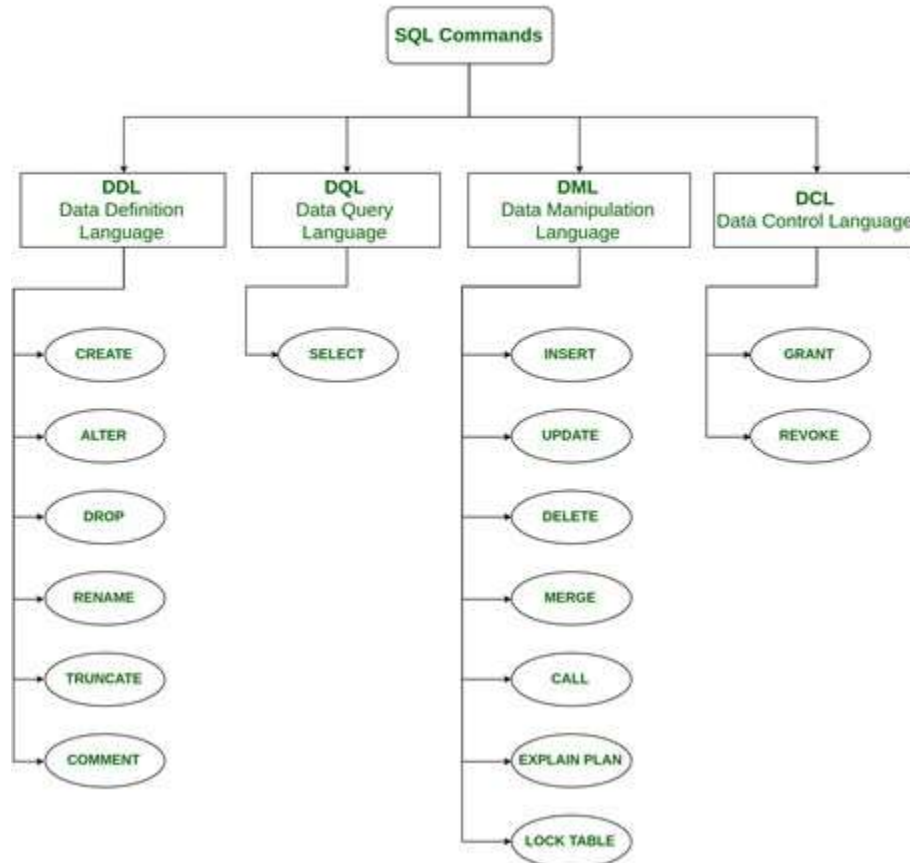 SQL Commands
DDL
Data Definition
Language
DQL
Data Query
Language
DML
Data Manipulation
Language
DCL
Data Control Language
CREATE
ALTER
DROP
RENAME
TRUNCATE
COMMENT
SELECT
INSERT
UPDATE
DELETE
MERGE
CALL
EXPLAIN PLAN
LOCK TABLE
GRANT
REVOKE